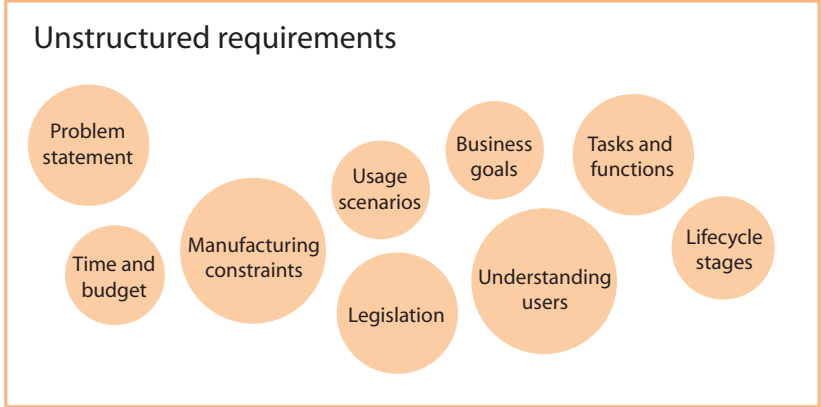 Unstructured requirements
Problem
statement
Time and
budget
Manufacturing
constraints
Usage
scenarios
Legislation
Business
goals
Understanding
users
Tasks and
functions
Lifecycle
stages